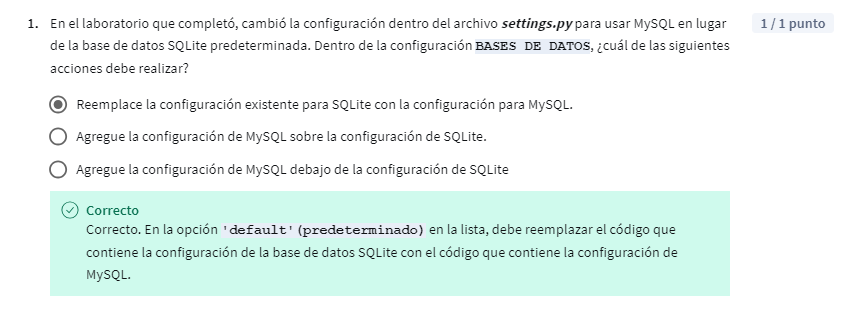 1. En el laboratorio que completó, cambió la configuración dentro del archivo settings.py para usar MySQL en lugar 1 / 1 punto
de la base de datos SQLite predeterminada. Dentro de la configuración BASES DE DATOS, ¿cuál de las siguientes
acciones debe realizar?
Reemplace la configuración existente para SQLite con la configuración para MySQL.
Agregue la configuración de MySQL sobre la configuración de SQLite.
Agregue la configuración de MySQL debajo de la configuración de SQLite
Correcto
Correcto. En la opción 'default' (predeterminado) en la lista, debe reemplazar el código que
contiene la configuración de la base de datos SQLite con el código que contiene la configuración de
MySQL.